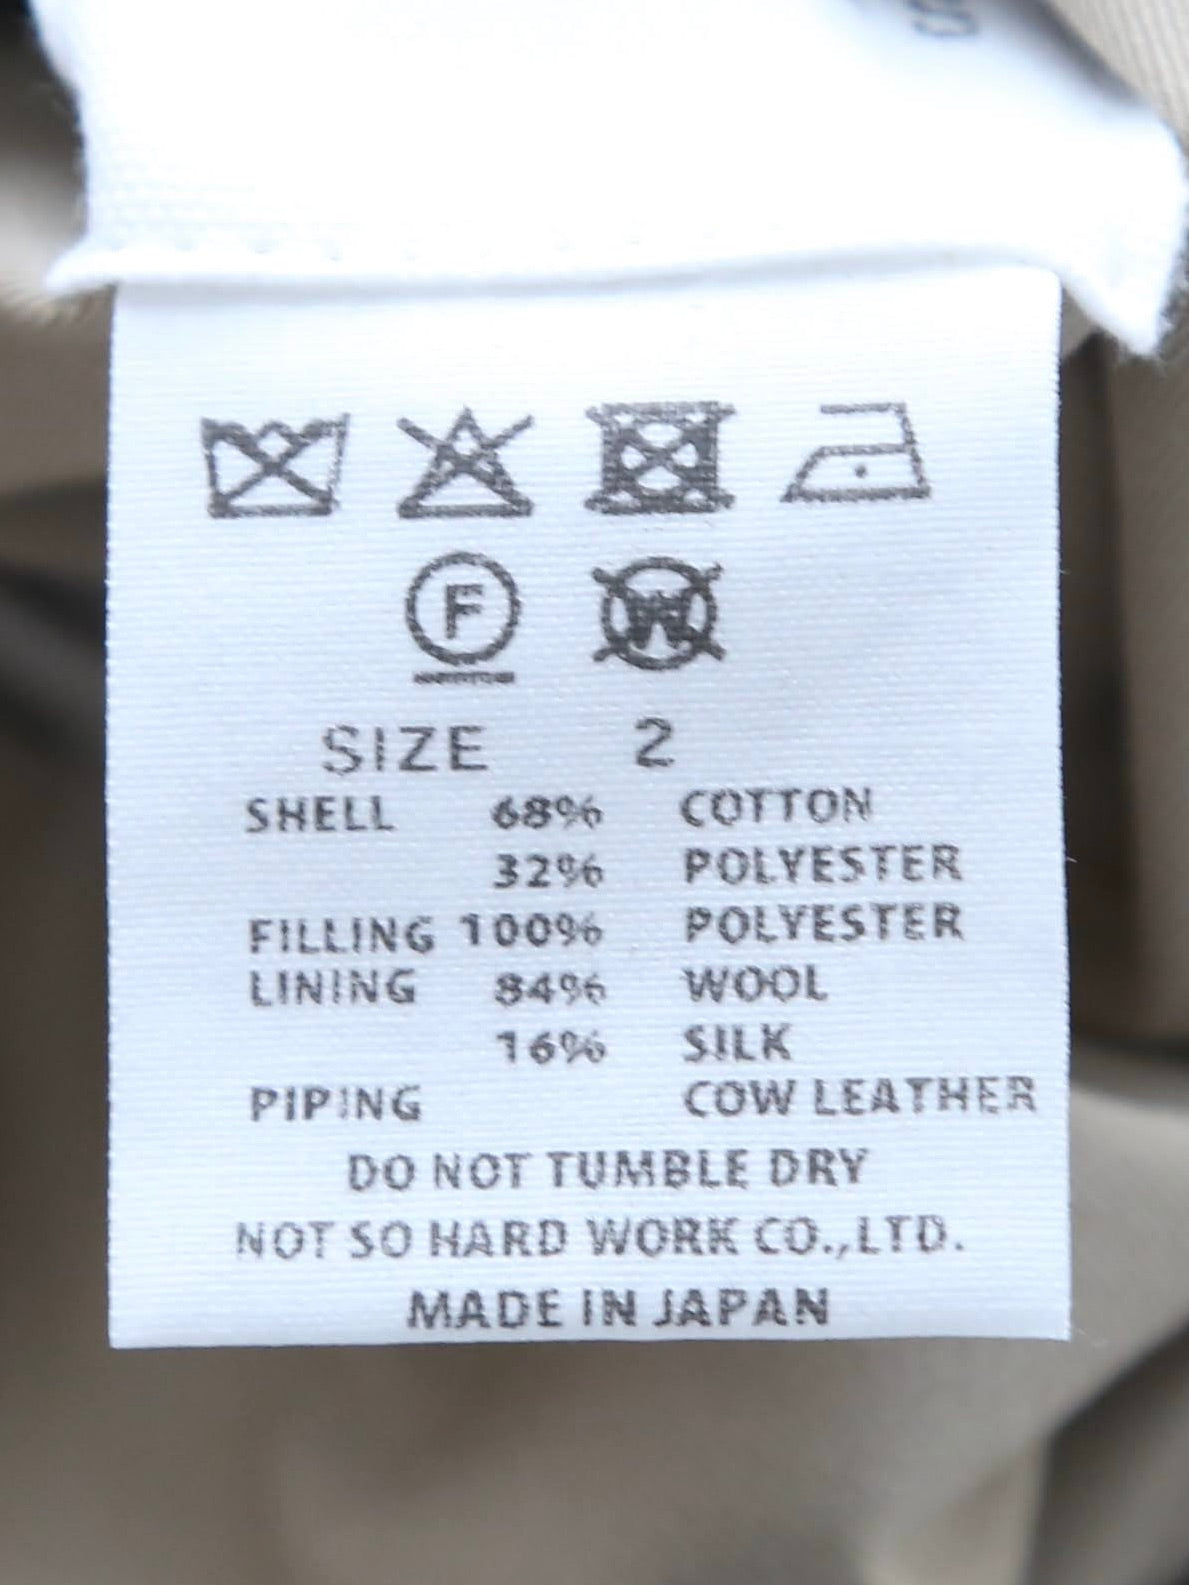 F W
SIZE 2
SHELL 68% COTTON
32% POLYESTER
FILLING 100% POLYESTER
LINING 84% WOOL
16% SILK
PIPING COW LEATHER
DO NOT TUMBLE DRY
NOT SO HARD WORK CO.,LTD.
MADE IN JAPAN